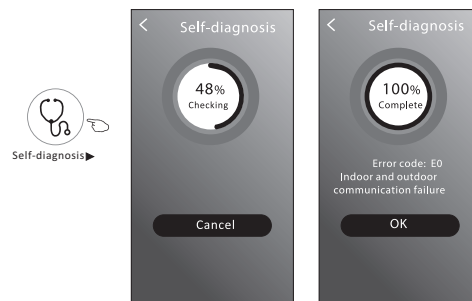 Self-diagnosis▶
< Self-diagnosis
48%
Checking
Cancel
< Self-diagnosis
100%
Complete
Error code: E0
Indoor and outdoor
communication failure
OK